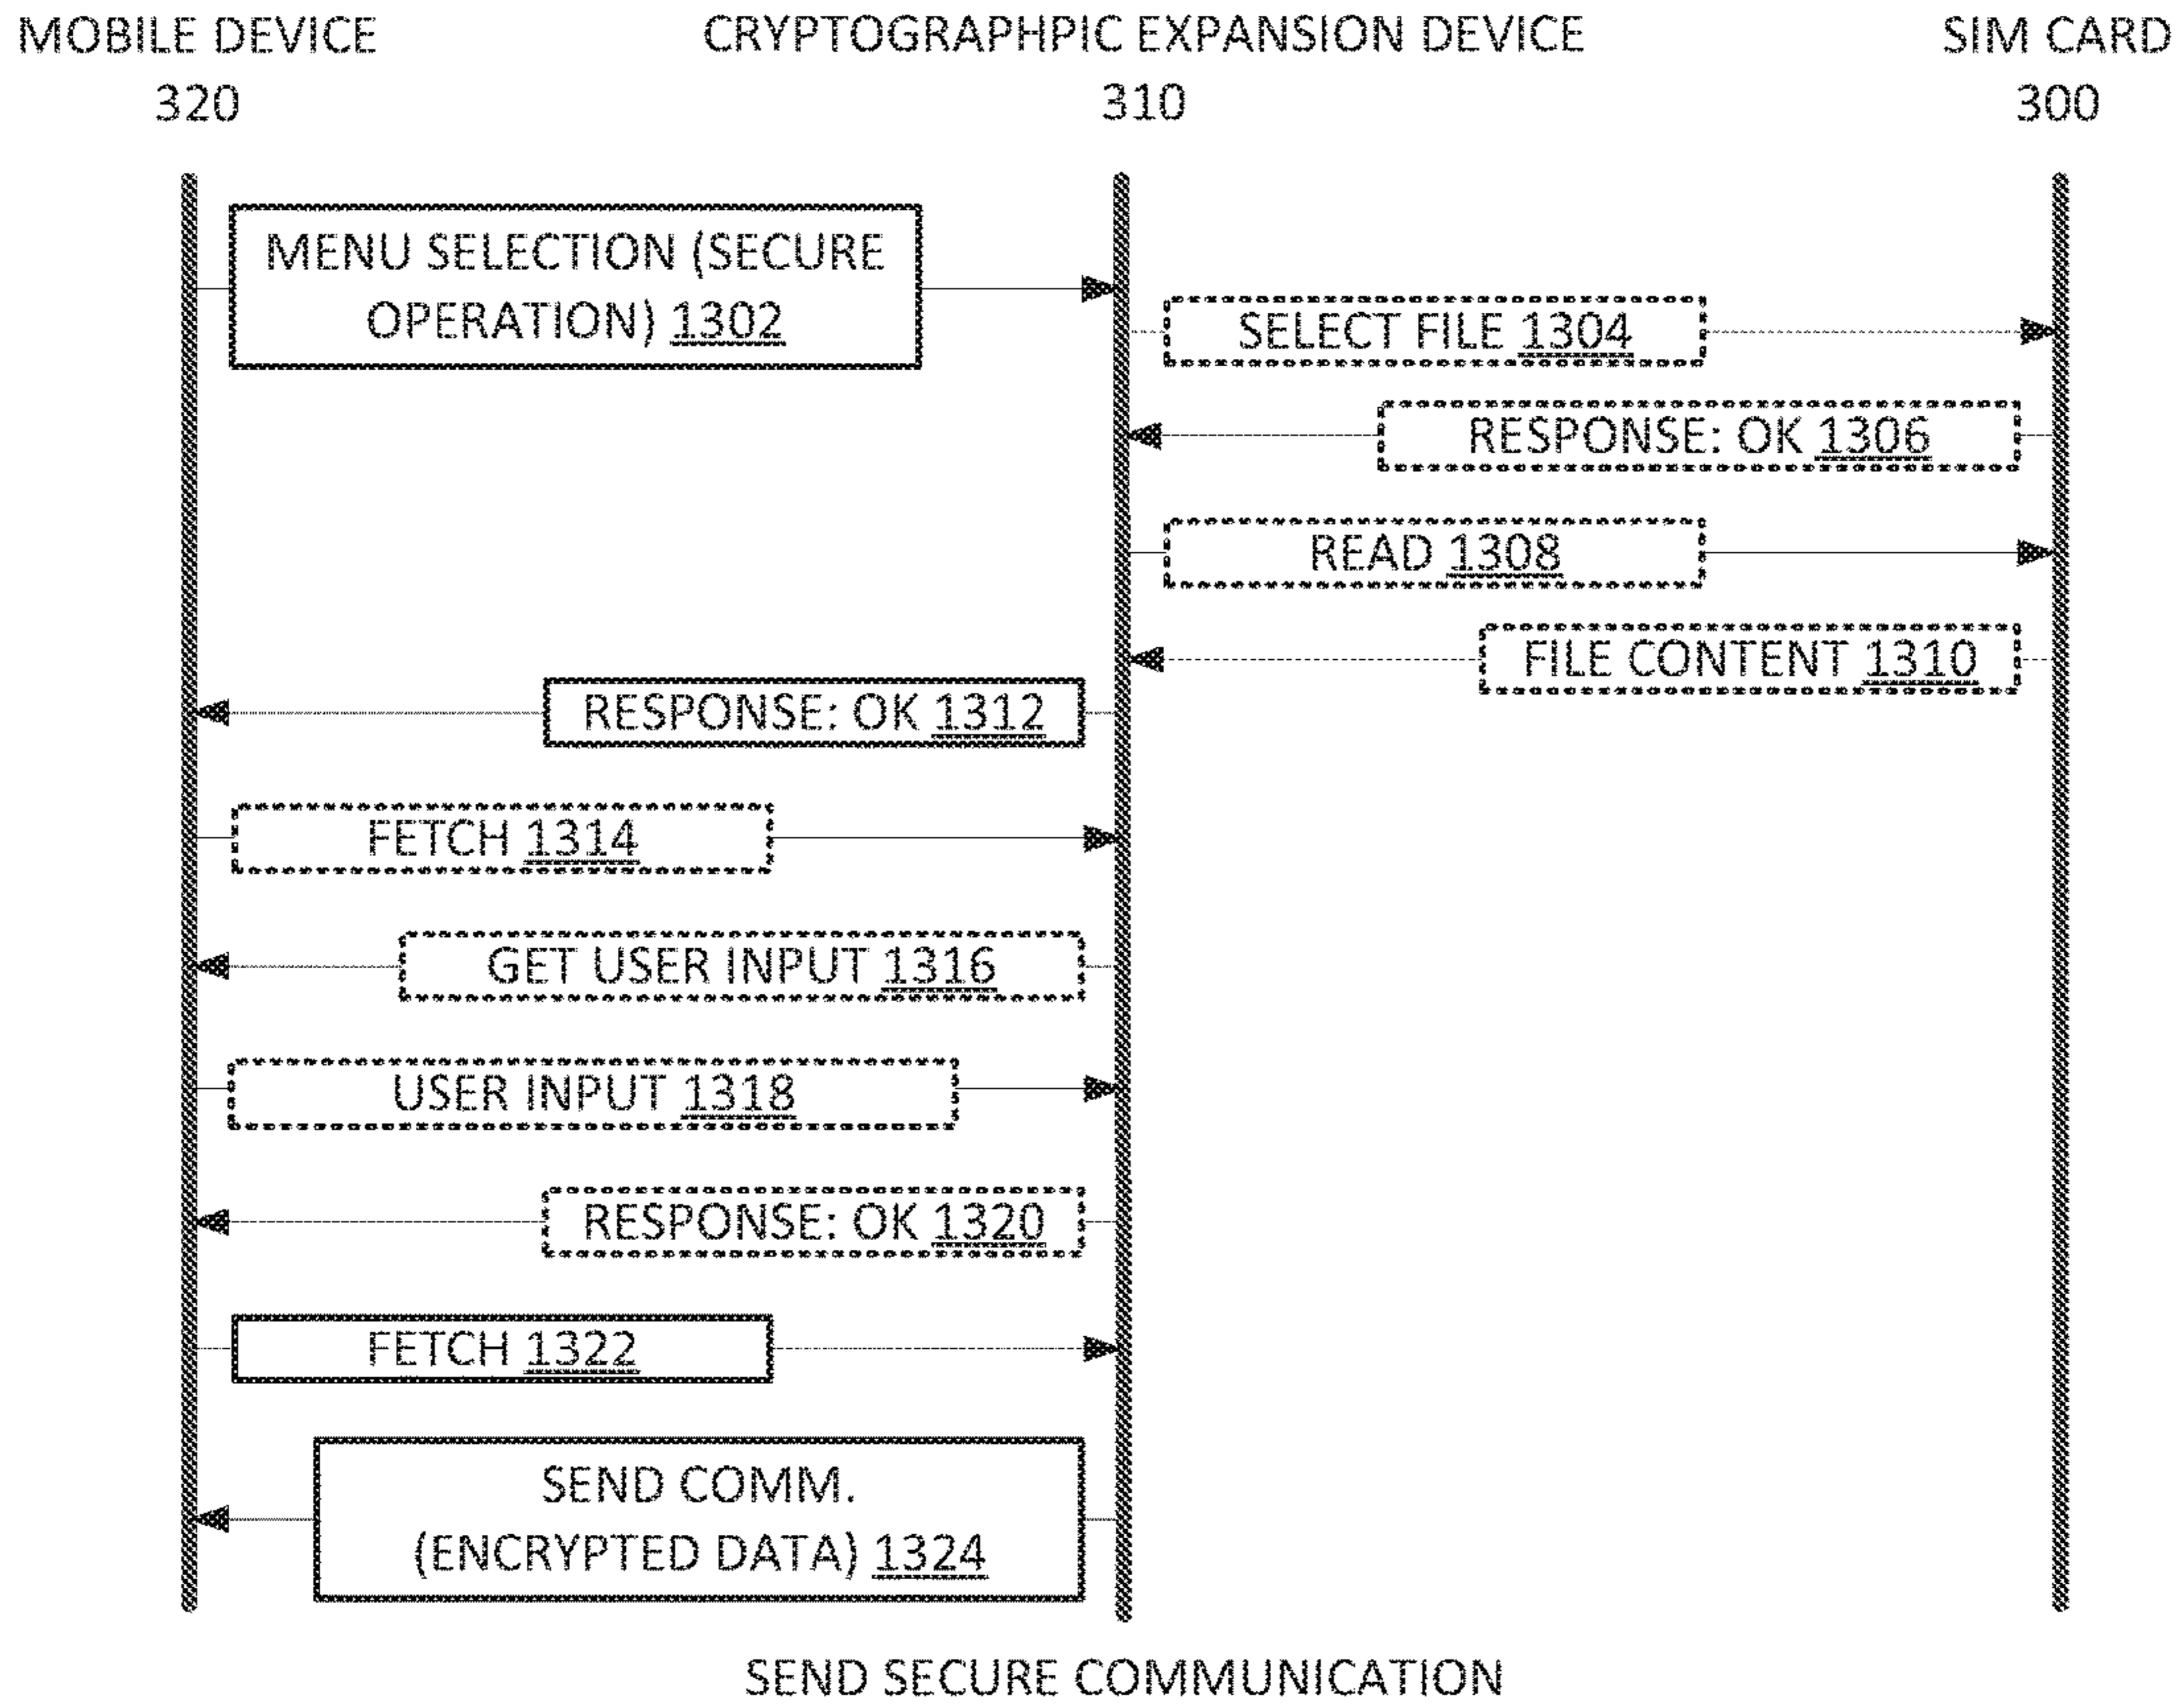 MOBILE DEVICE
CRYPTOGRAPHPIC EXPANSION DEVICE
SIM CARD
320
310
300
MENU SELECTION (SECURE
OPERATION) 1302
SELECT FILE 1304
RESPONSE: OK 1306
READ 1308
FILE CONTENT 1310
RESPONSE: OK 1312
FETCH 1314
GET USER INPUT 1316
USER INPUT 1318
RESPONSE: OK 1320
FETCH 1322
SEND COMM.
(ENCRYPTED DATA) 1324
SEND SECURE COMMUNICATION